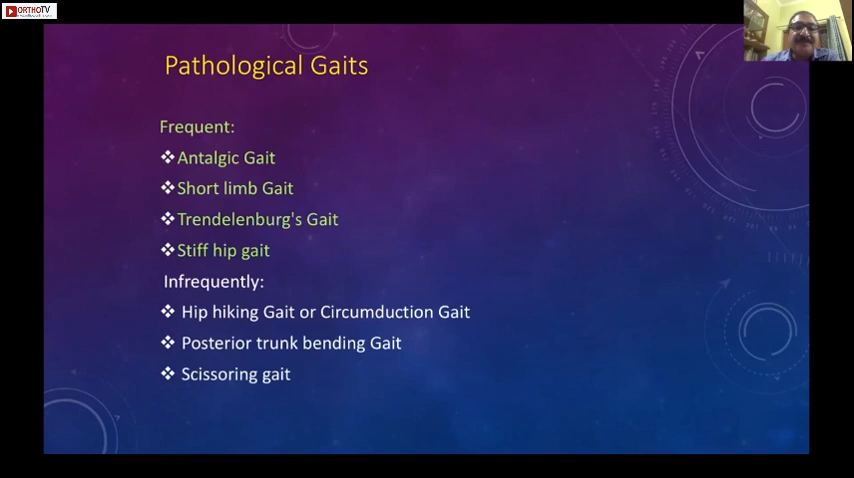 ORTHOTV
Pathological Gaits
Frequent:
❖Antalgic Gait
❖Short limb Gait
❖Trendelenburg's Gait
❖Stiff hip gait
Infrequently:
❖ Hip hiking Gait or Circumduction Gait
❖ Posterior trunk bending Gait
❖ Scissoring gait